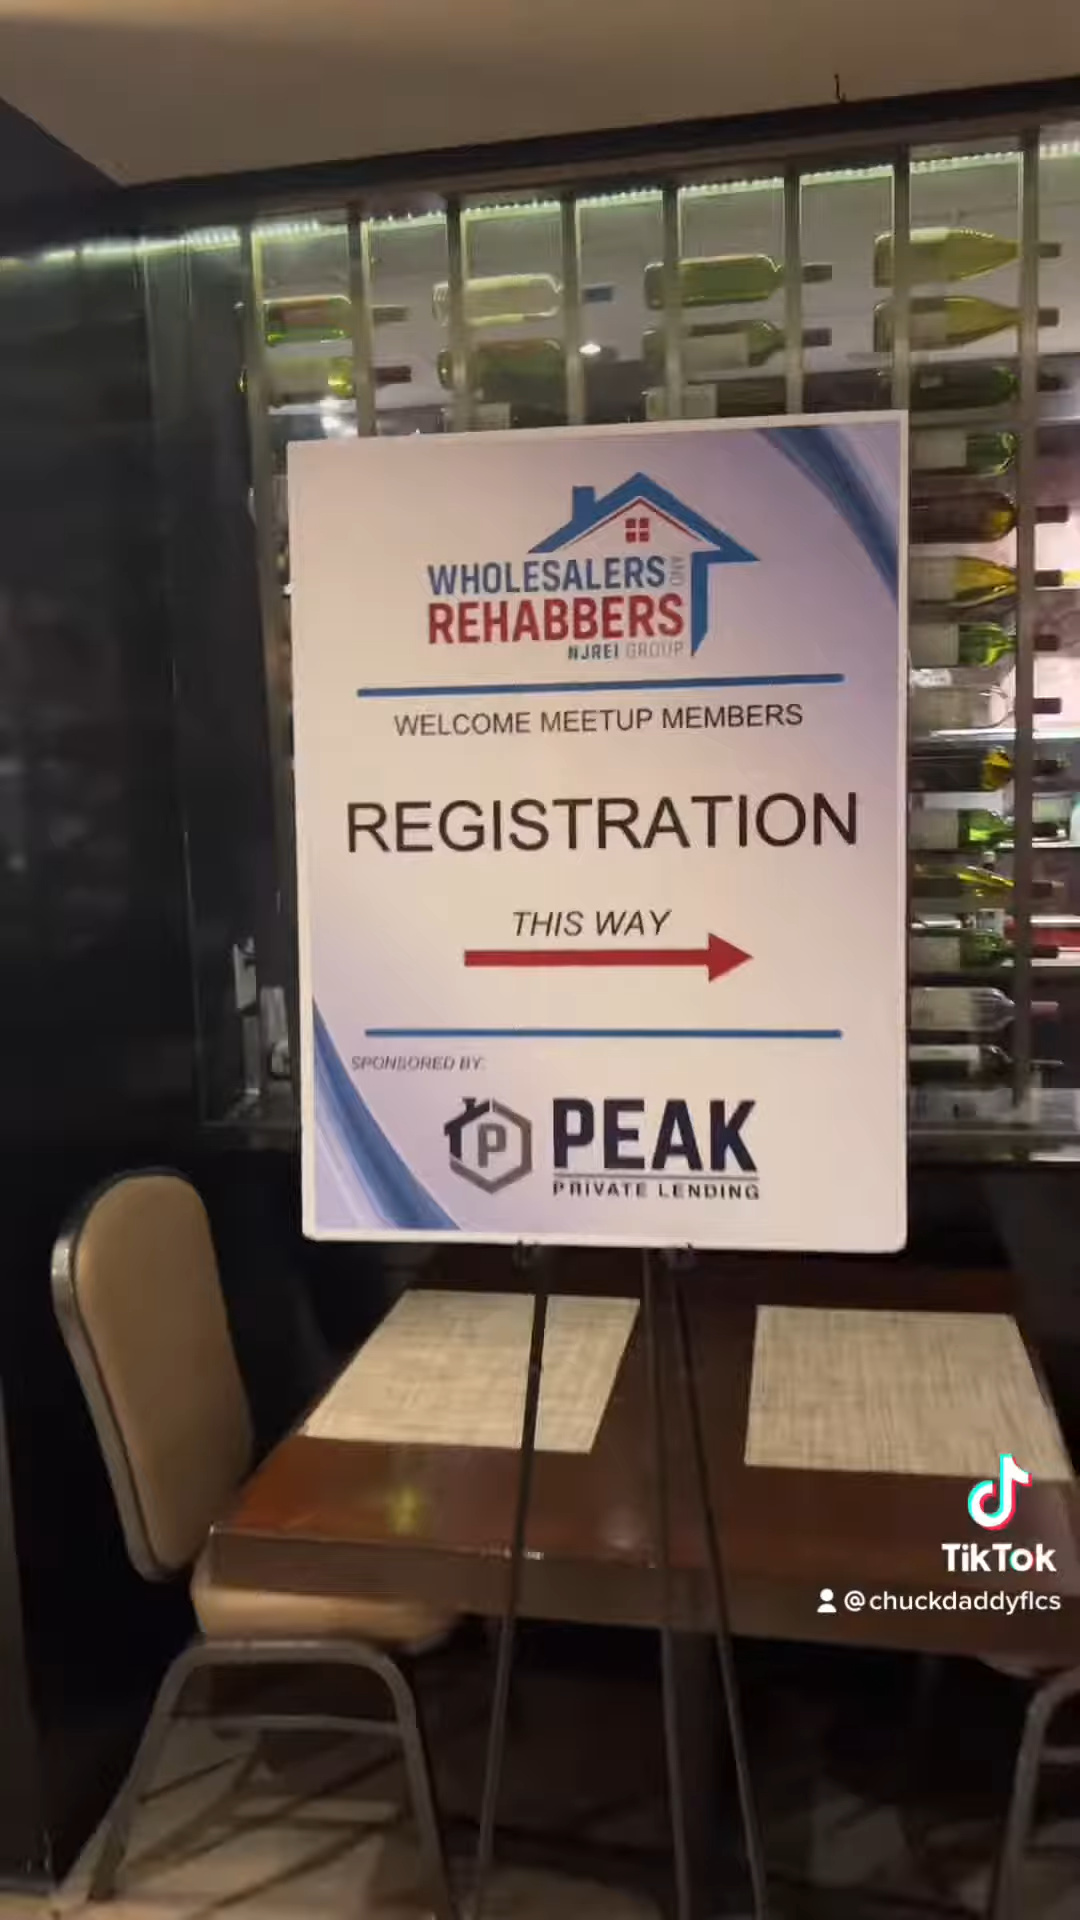 WHOLESALERS AND
REHABBERS
NJREI GROUP
WELCOME MEETUP MEMBERS
REGISTRATION
THIS WAY
SPONSORED BY:
P PEAK
PRIVATE LENDING
TikTok
@chuckdaddyflcs